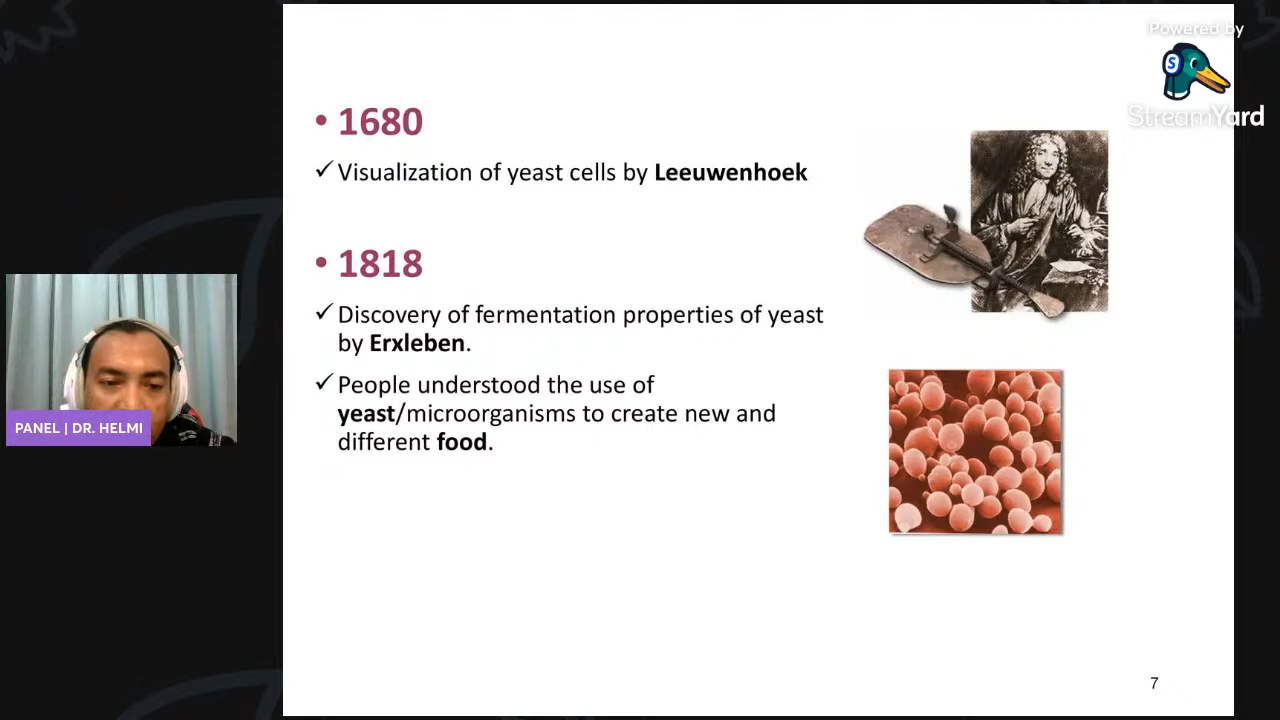 Powered by
S
StreamYard
• 1680
✓ Visualization of yeast cells by Leeuwenhoek
• 1818
✓ Discovery of fermentation properties of yeast
by Erxleben.
✓ People understood the use of
yeast/microorganisms to create new and
different food.
PANEL | DR. HELMI
7